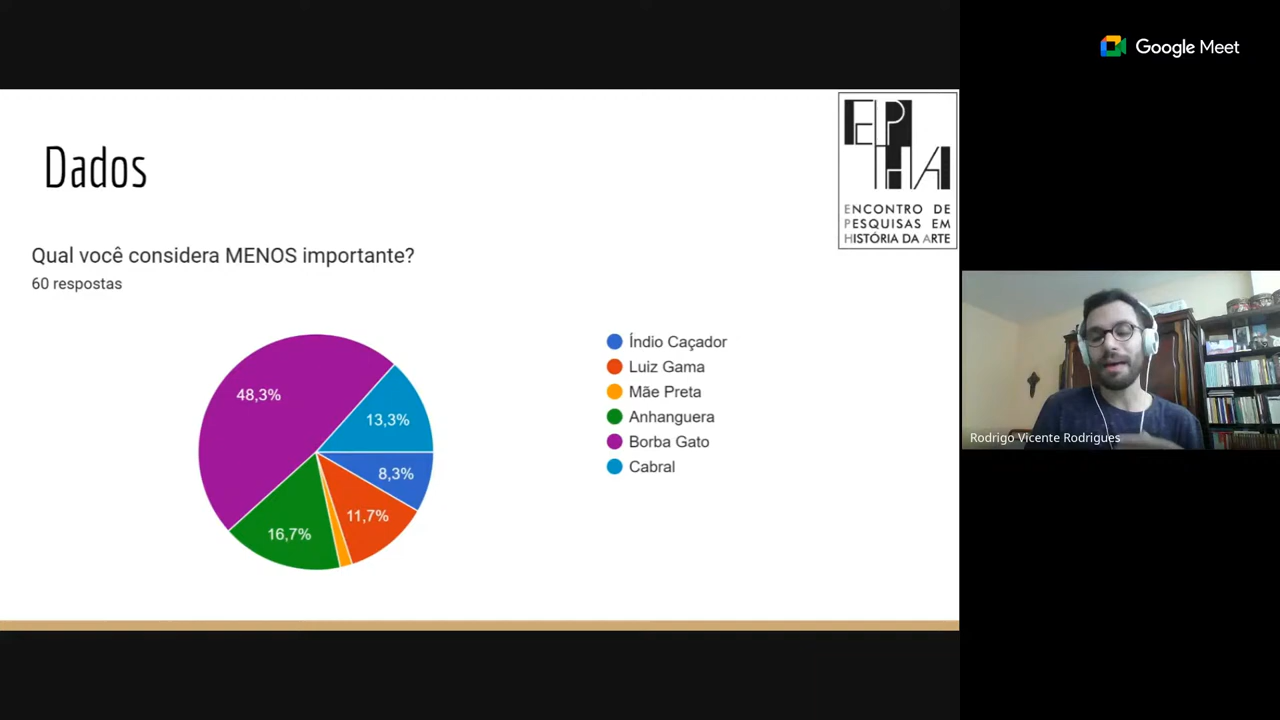 Google Meet
EPHA
ENCONTRO DE
PESQUISAS EM
HISTÓRIA DA ARTE
Dados
Qual você considera MENOS importante?
60 respostas
48,3%
13,3%
8,3%
11,7%
16,7%
Índio Caçador
Luiz Gama
Mãe Preta
Anhanguera
Borba Gato
Cabral
Rodrigo Vicente Rodrigues